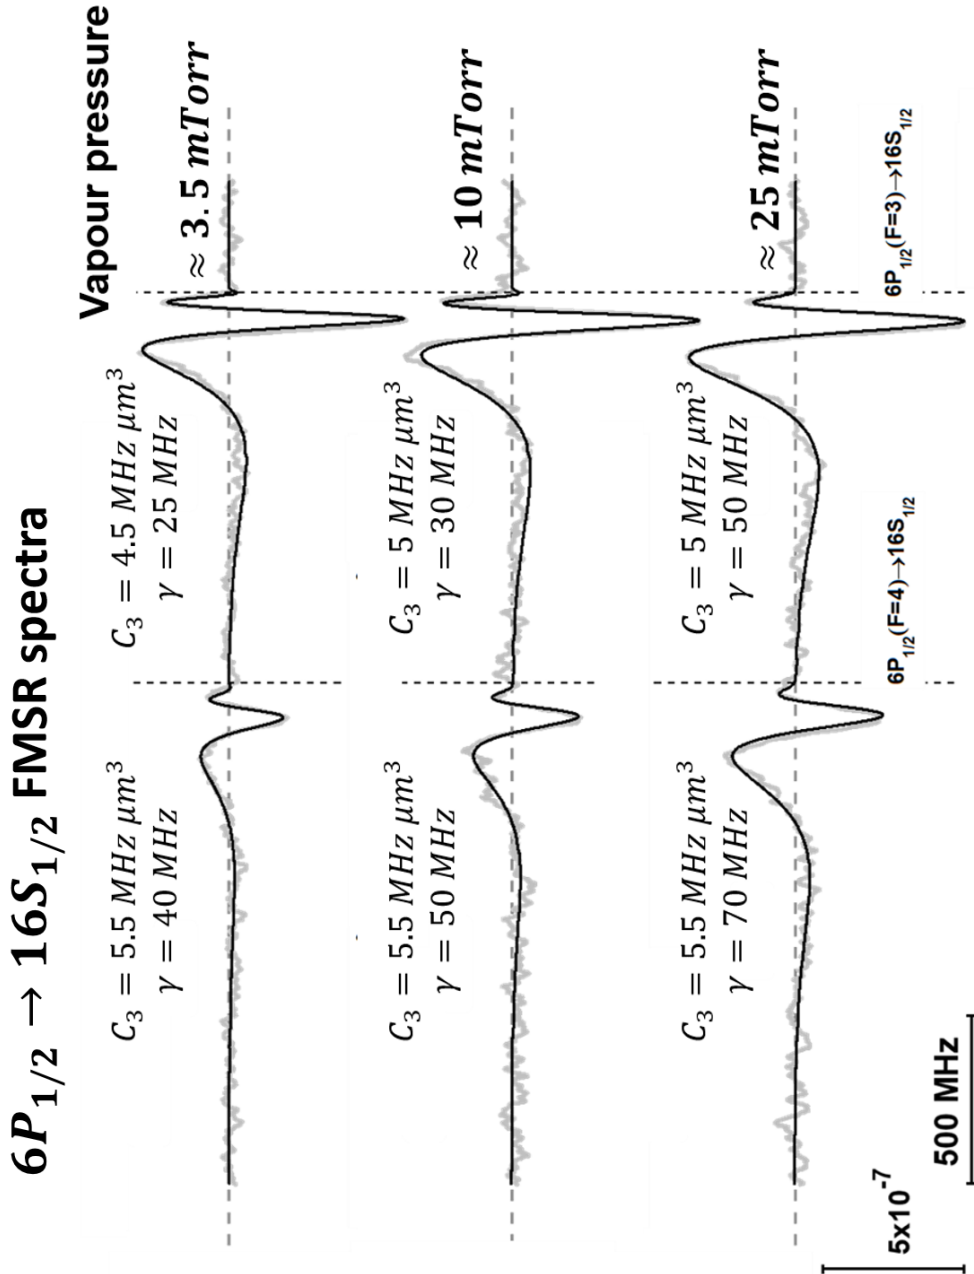 6P₁/₂ → 16S₁/₂ FMSR spectra
Vapour pressure
C₃ = 5.5 MHz μm³
γ = 40 MHz
C₃ = 4.5 MHz μm³
γ = 25 MHz
≈ 3.5 mTorr
C₃ = 5.5 MHz μm³
γ = 50 MHz
C₃ = 5 MHz μm³
γ = 30 MHz
≈ 10 mTorr
C₃ = 5.5 MHz μm³
γ = 70 MHz
C₃ = 5 MHz μm³
γ = 50 MHz
≈ 25 mTorr
5x10⁻⁷
500 MHz
6P₁/₂(F=4)→16S₁/₂
6P₁/₂(F=3)→16S₁/₂